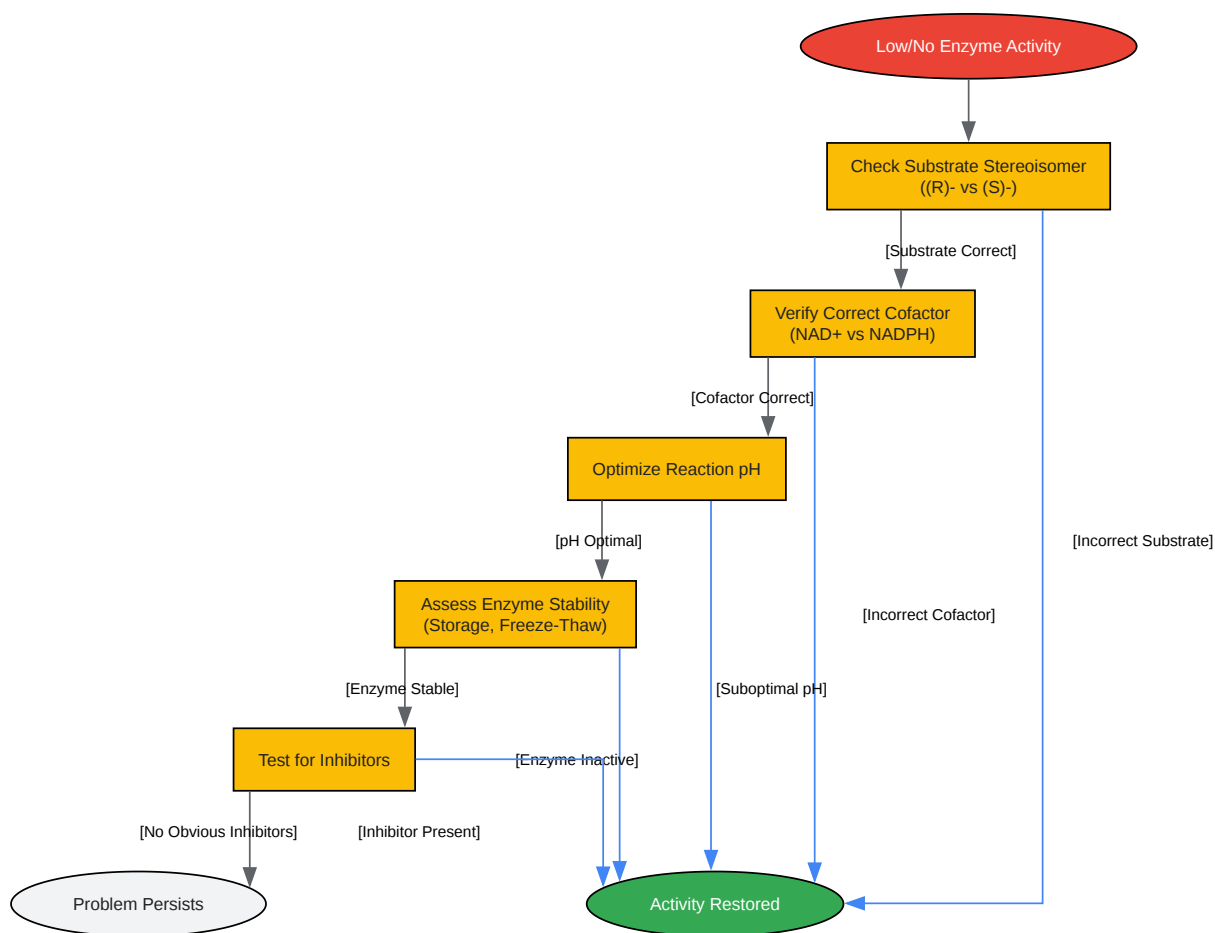 Low/No Enzyme Activity
Check Substrate Stereoisomer
((R)- vs (S)-)
[Substrate Correct]
Verify Correct Cofactor
(NAD+ vs NADPH)
[Cofactor Correct]
Optimize Reaction pH
[pH Optimal]
[Incorrect Substrate]
Assess Enzyme Stability
(Storage, Freeze-Thaw)
[Incorrect Cofactor]
[Enzyme Stable]
[Suboptimal pH]
Test for Inhibitors
[Enzyme Inactive]
[No Obvious Inhibitors]
[Inhibitor Present]
Problem Persists
Activity Restored